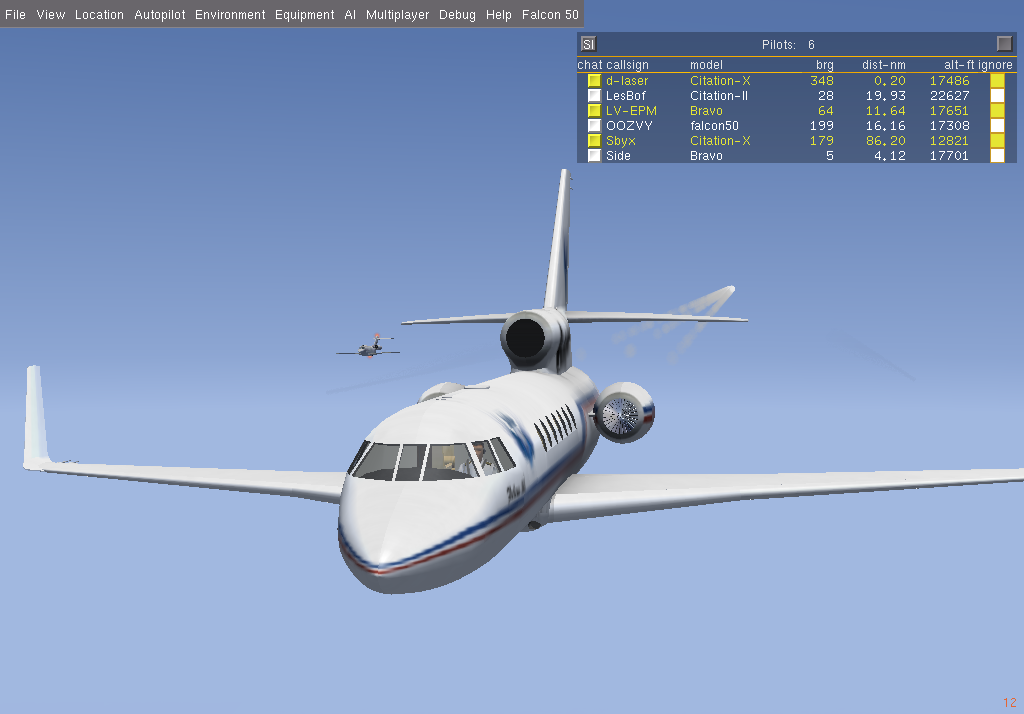 File View Location Autopilot Environment Equipment AI Multiplayer Debug Help Falcon 50
SI Pilots: 6
chat callsign model brg dist-nm alt-ft ignore
d-laser Citation-X 348 0.20 17486
LesBof Citation-II 28 19.93 22627
LV-EPM Bravo 64 11.64 17651
OOZVY falcon50 199 16.16 17308
Sbyx Citation-X 179 86.20 12821
Side Bravo 5 4.12 17701
12